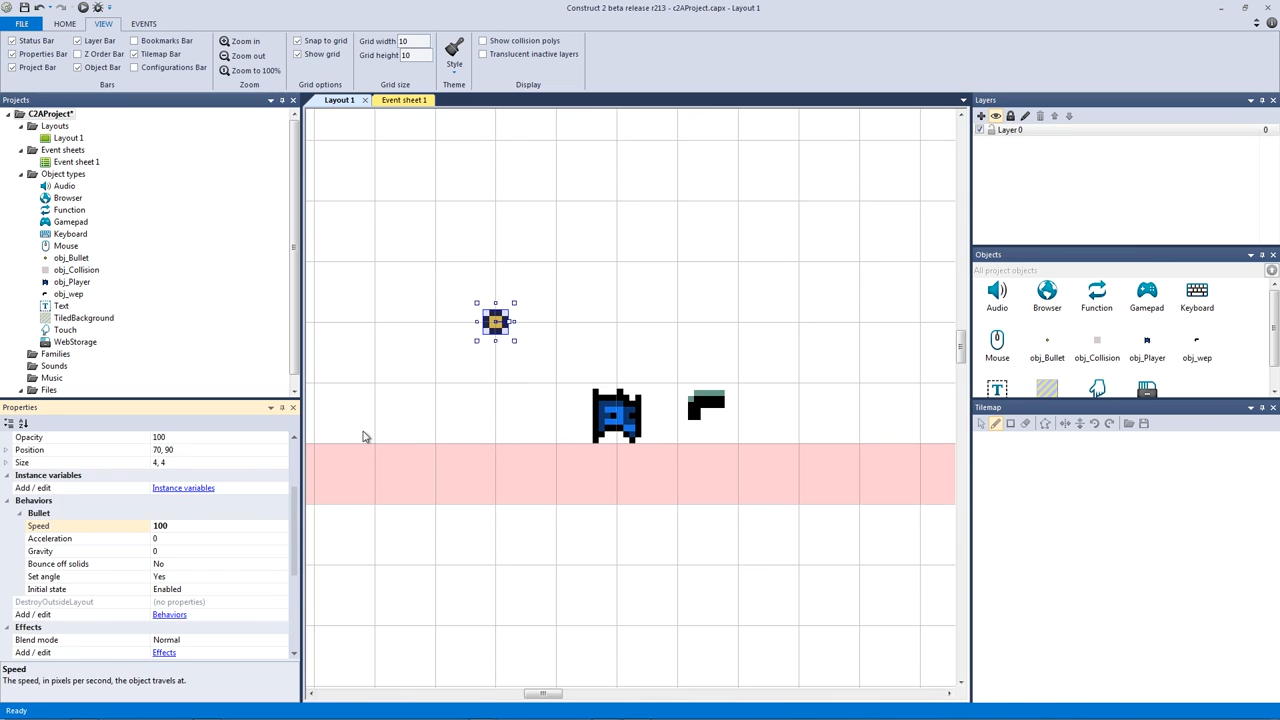 Construct 2 beta release r213 - c2AProject.capx - Layout 1
FILE HOME VIEW EVENTS
Status Bar Layer Bar Bookmarks Bar
Properties Bar Z Order Bar Tilemap Bar
Project Bar Object Bar Configurations Bar
Bars
Zoom in
Zoom out
Zoom to 100%
Zoom
Snap to grid
Show grid
Grid options
Grid width 10
Grid height 10
Grid size
Style
Theme
Show collision polys
Translucent inactive layers
Display
Projects
C2AProject*
Layouts
Layout 1
Event sheets
Event sheet 1
Object types
Audio
Browser
Function
Gamepad
Keyboard
Mouse
obj_Bullet
obj_Collision
obj_Player
obj_wep
Text
TiledBackground
Touch
WebStorage
Families
Sounds
Music
Files
Properties
Opacity 100
Position 70, 90
Size 4, 4
Instance variables
Add / edit Instance variables
Behaviors
Bullet
Speed 100
Acceleration 0
Gravity 0
Bounce off solids No
Set angle Yes
Initial state Enabled
DestroyOutsideLayout (no properties)
Add / edit Behaviors
Effects
Blend mode Normal
Add / edit Effects
Speed
The speed, in pixels per second, the object travels at.
Layout 1 Event sheet 1
Layers
Layer 0 0
Objects
All project objects
Audio Browser Function Gamepad Keyboard
Mouse obj_Bullet obj_Collision obj_Player obj_wep
Tilemap
Ready